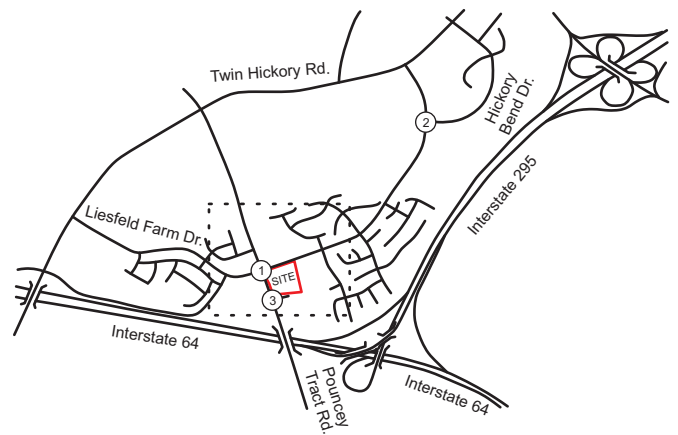 Twin Hickory Rd.
2
Hickory
Bend Dr.
Interstate 295
Liesfeld Farm Dr.
1
SITE
3
Interstate 64
Pouncey
Tract Rd.
Interstate 64